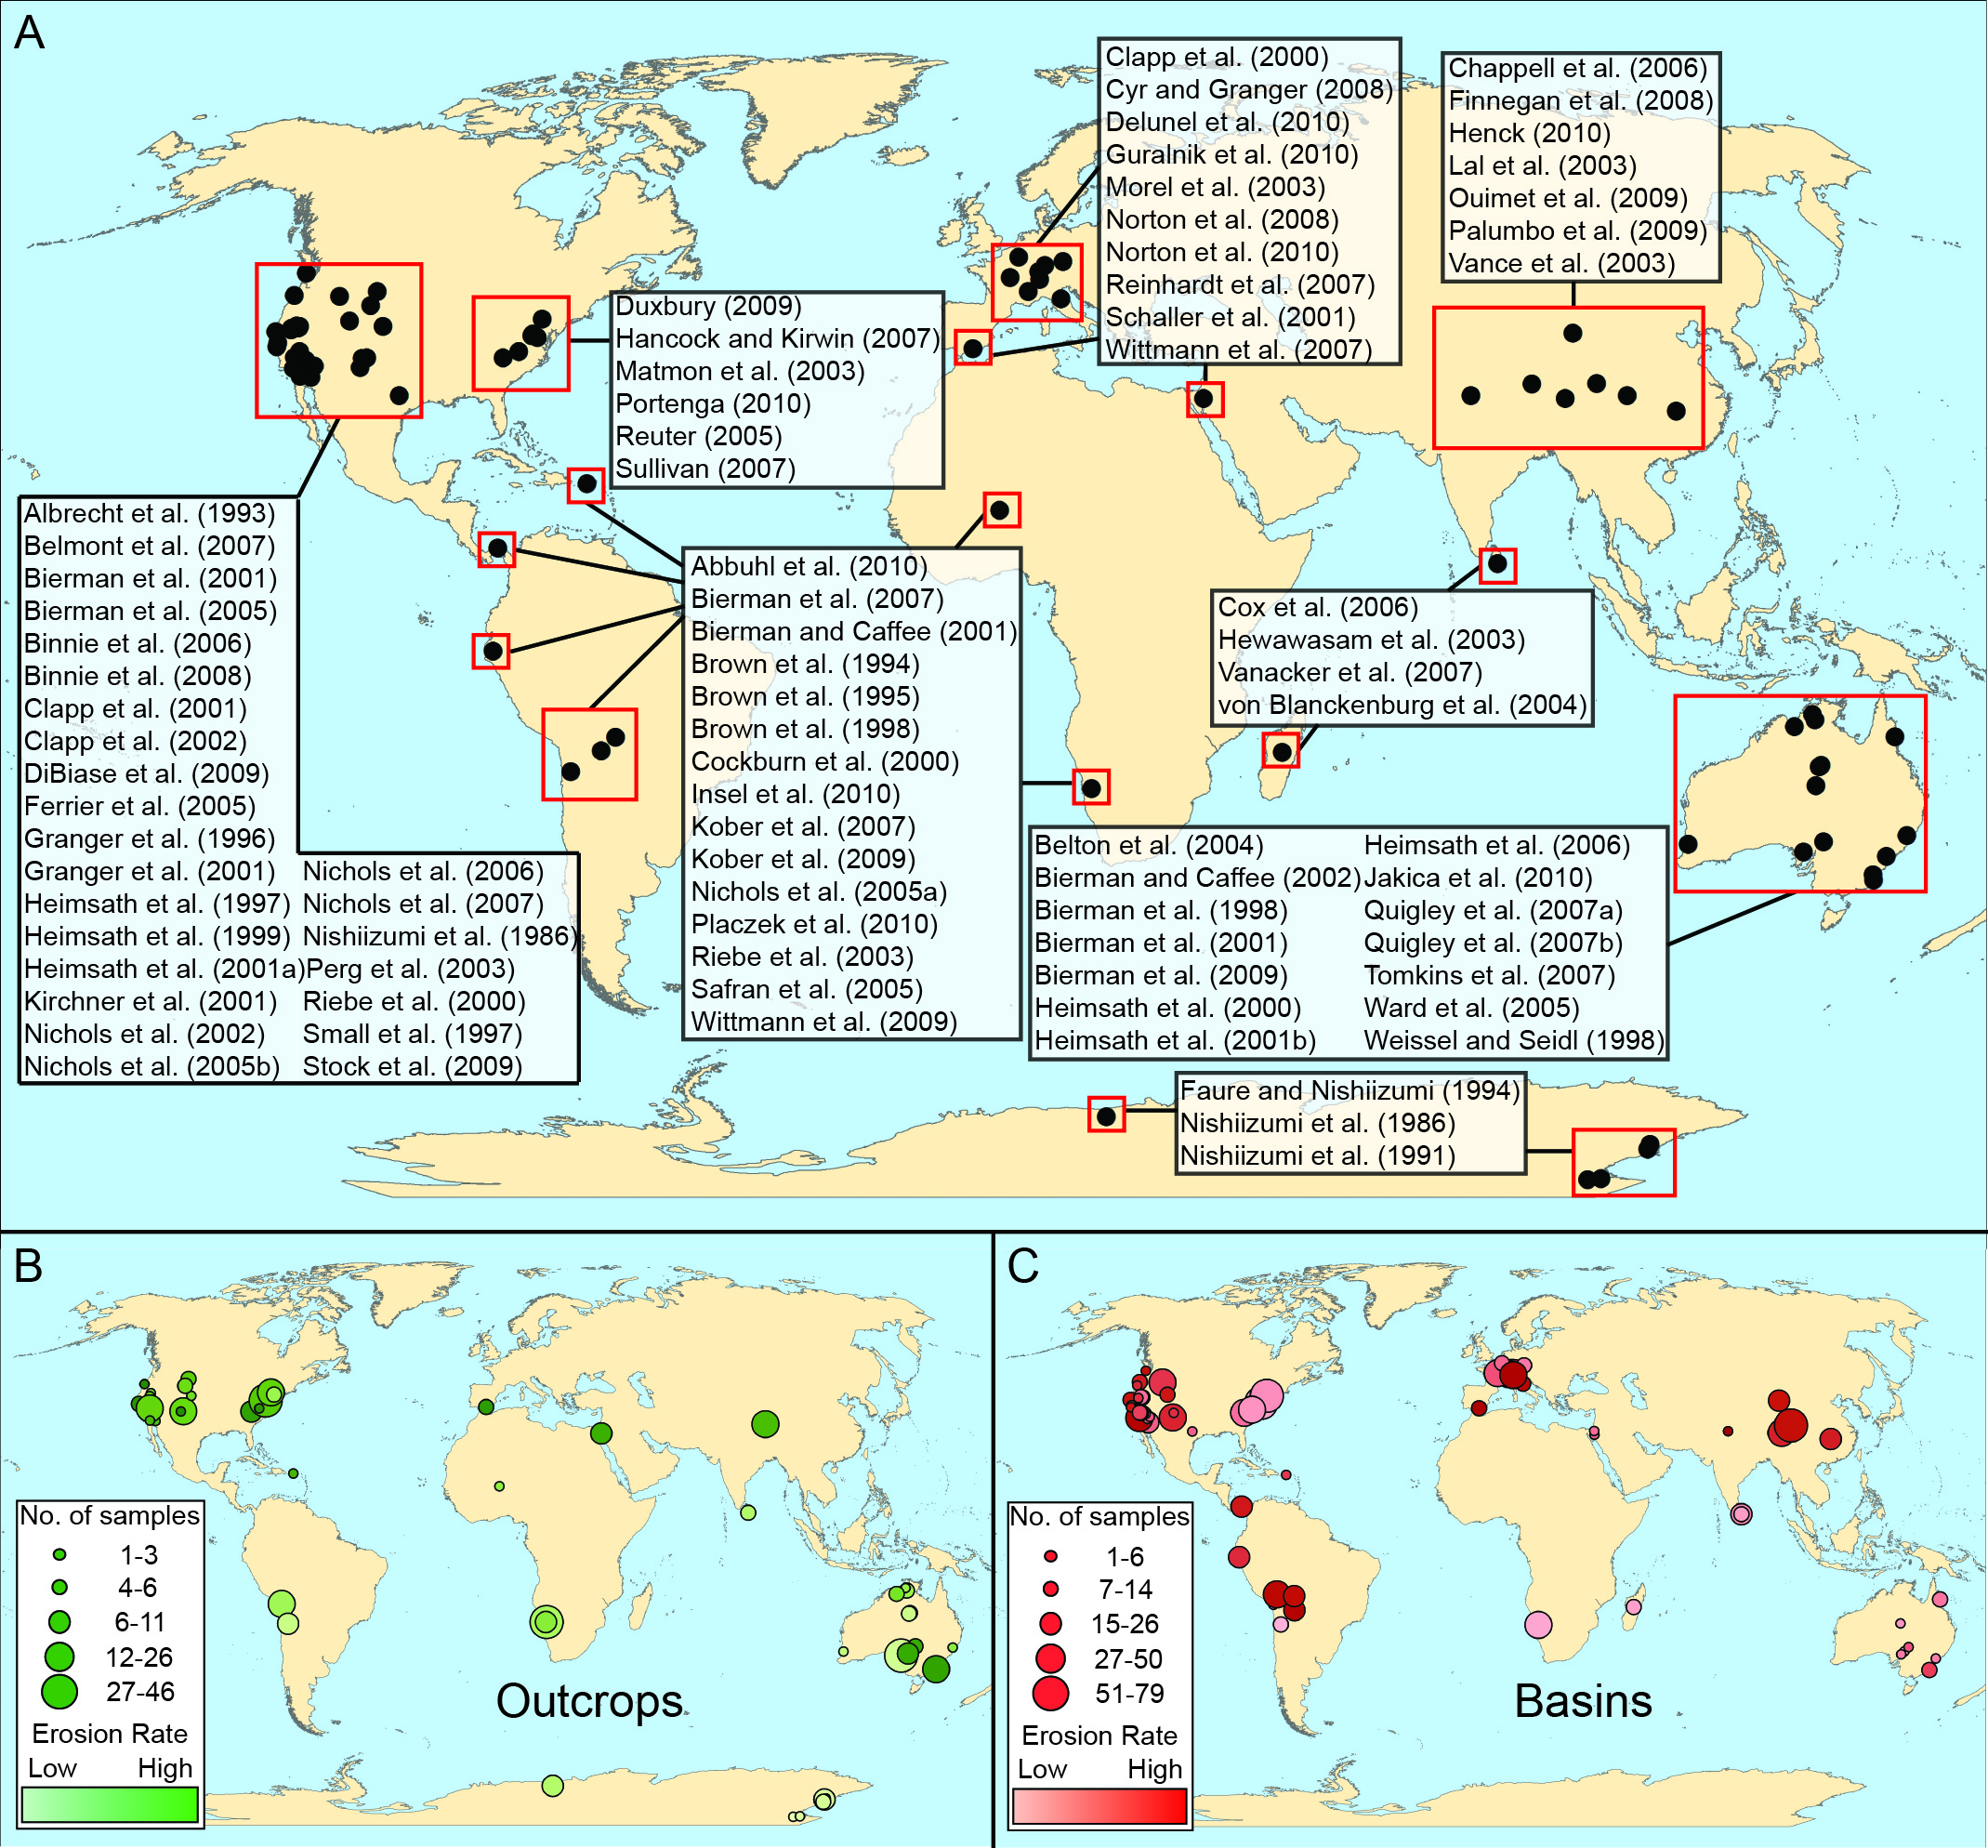 A
Clapp et al. (2000)
Cyr and Granger (2008)
Delunel et al. (2010)
Guralnik et al. (2010)
Morel et al. (2003)
Norton et al. (2008)
Norton et al. (2010)
Reinhardt et al. (2007)
Schaller et al. (2001)
Wittmann et al. (2007)
Chappell et al. (2006)
Finnegan et al. (2008)
Henck (2010)
Lal et al. (2003)
Ouimet et al. (2009)
Palumbo et al. (2009)
Vance et al. (2003)
Duxbury (2009)
Hancock and Kirwin (2007)
Matmon et al. (2003)
Portenga (2010)
Reuter (2005)
Sullivan (2007)
Albrecht et al. (1993)
Belmont et al. (2007)
Bierman et al. (2001)
Bierman et al. (2005)
Binnie et al. (2006)
Binnie et al. (2008)
Clapp et al. (2001)
Clapp et al. (2002)
DiBiase et al. (2009)
Ferrier et al. (2005)
Granger et al. (1996)
Granger et al. (2001)
Heimsath et al. (1997)
Heimsath et al. (1999)
Heimsath et al. (2001a)
Kirchner et al. (2001)
Nichols et al. (2002)
Nichols et al. (2005b)
Nichols et al. (2006)
Nichols et al. (2007)
Nishiizumi et al. (1986)
Perg et al. (2003)
Riebe et al. (2000)
Small et al. (1997)
Stock et al. (2009)
Abbuhl et al. (2010)
Bierman et al. (2007)
Bierman and Caffee (2001)
Brown et al. (1994)
Brown et al. (1995)
Brown et al. (1998)
Cockburn et al. (2000)
Insel et al. (2010)
Kober et al. (2007)
Kober et al. (2009)
Nichols et al. (2005a)
Placzek et al. (2010)
Riebe et al. (2003)
Safran et al. (2005)
Wittmann et al. (2009)
Cox et al. (2006)
Hewawasam et al. (2003)
Vanacker et al. (2007)
von Blanckenburg et al. (2004)
Belton et al. (2004)
Bierman and Caffee (2002)
Bierman et al. (1998)
Bierman et al. (2001)
Bierman et al. (2009)
Heimsath et al. (2000)
Heimsath et al. (2001b)
Heimsath et al. (2006)
Jakica et al. (2010)
Quigley et al. (2007a)
Quigley et al. (2007b)
Tomkins et al. (2007)
Ward et al. (2005)
Weissel and Seidl (1998)
Faure and Nishiizumi (1994)
Nishiizumi et al. (1986)
Nishiizumi et al. (1991)
B
No. of samples
1-3
4-6
6-11
12-26
27-46
Erosion Rate
Low High
Outcrops
C
No. of samples
1-6
7-14
15-26
27-50
51-79
Erosion Rate
Low High
Basins